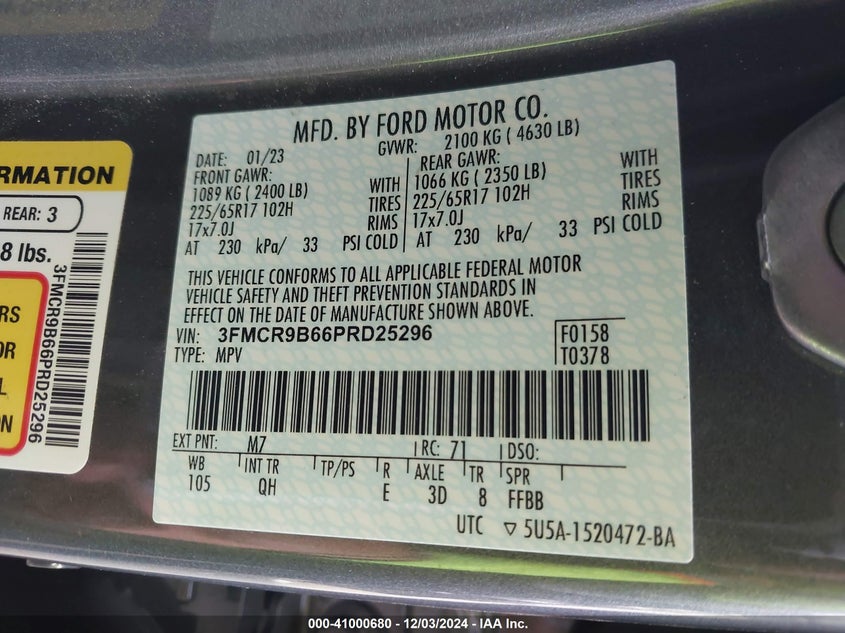 RMATION
REAR: 3
8 lbs.
RS
OR
L
ON
3FMCR9B66PRD25296
MFD. BY FORD MOTOR CO.
DATE: 01/23 GVWR: 2100 KG ( 4630 LB)
FRONT GAWR: REAR GAWR: WITH
1089 KG ( 2400 LB) WITH 1066 KG ( 2350 LB) TIRES
225/65R17 102H TIRES 225/65R17 102H RIMS
17x7.0J RIMS 17x7.0J
AT 230 kPa/ 33 PSI COLD AT 230 kPa/ 33 PSI COLD
THIS VEHICLE CONFORMS TO ALL APPLICABLE FEDERAL MOTOR
VEHICLE SAFETY AND THEFT PREVENTION STANDARDS IN
EFFECT ON THE DATE OF MANUFACTURE SHOWN ABOVE.
VIN: 3FMCR9B66PRD25296 F0158
TYPE: MPV T0378
EXT PNT: M7 RC: 71 DSO:
WB INT TR TP/PS R AXLE TR SPR
105 QH E 3D 8 FFBB
UTC ▽ 5U5A-1520472-BA
000-41000680 - 12/03/2024 - IAA Inc.